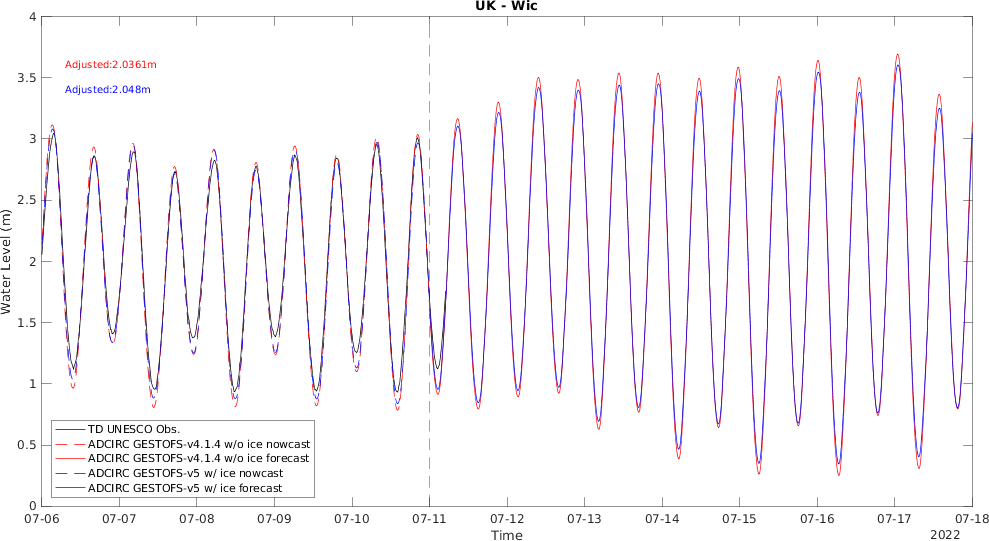 UK - Wic
4
3.5
3
2.5
2
1.5
1
0.5
0
Water Level (m)
Adjusted:2.0361m
Adjusted:2.048m
TD UNESCO Obs.
ADCIRC GESTOFS-v4.1.4 w/o ice nowcast
ADCIRC GESTOFS-v4.1.4 w/o ice forecast
ADCIRC GESTOFS-v5 w/ ice nowcast
ADCIRC GESTOFS-v5 w/ ice forecast
07-06 07-07 07-08 07-09 07-10 07-11 07-12 07-13 07-14 07-15 07-16 07-17 07-18
Time
2022